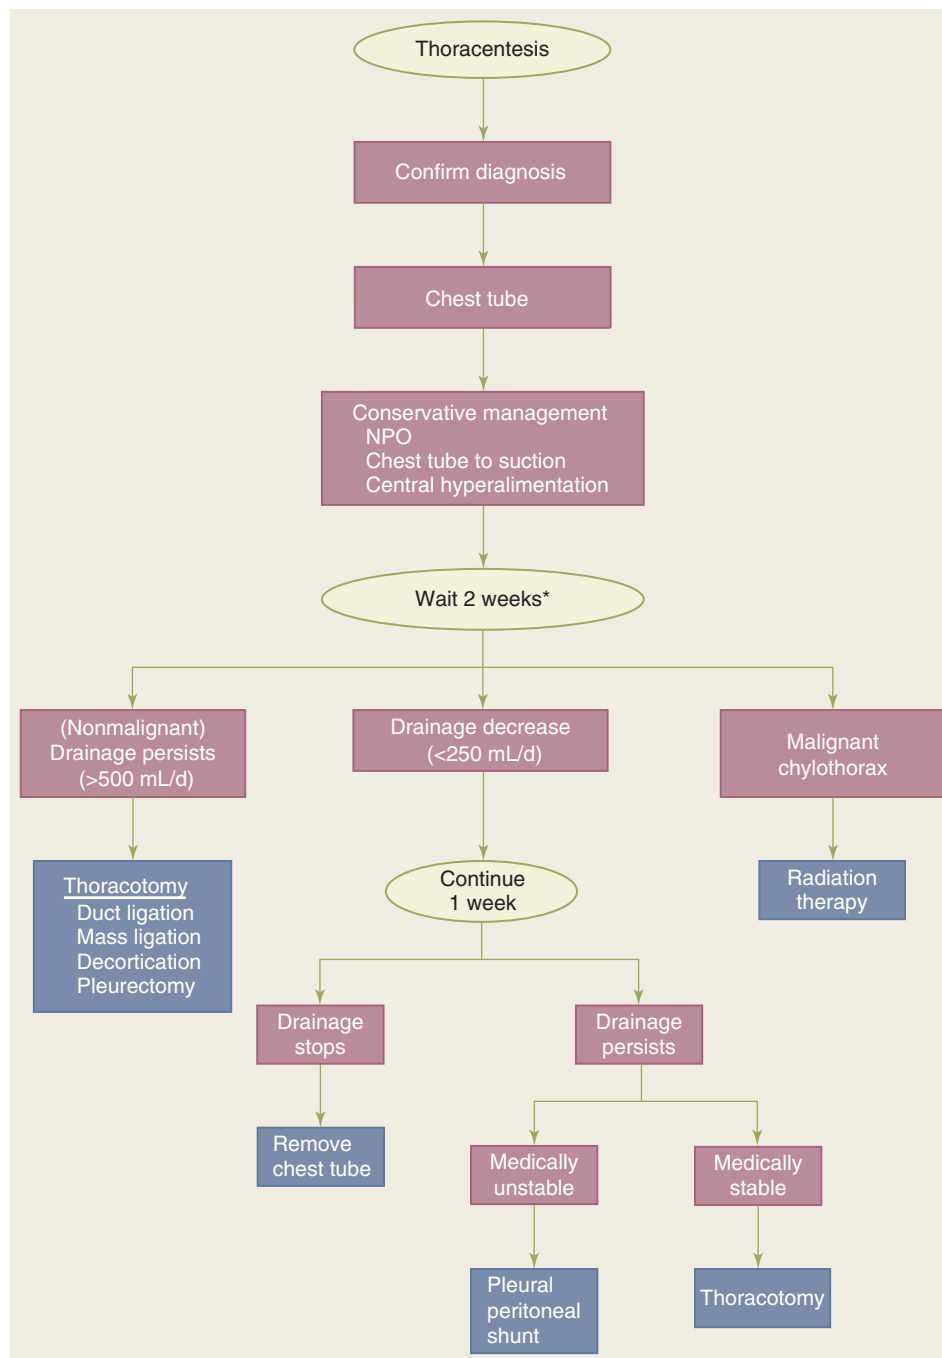 Thoracentesis
Confirm diagnosis
Chest tube
Conservative management
NPO
Chest tube to suction
Central hyperalimentation
Wait 2 weeks*
(Nonmalignant)
Drainage persists
(>500 mL/d)
Drainage decrease
(<250 mL/d)
Malignant
chylothorax
Thoracotomy
Duct ligation
Mass ligation
Decortication
Pleurectomy
Continue
1 week
Radiation
therapy
Drainage
stops
Drainage
persists
Remove
chest tube
Medically
unstable
Medically
stable
Pleural
peritoneal
shunt
Thoracotomy